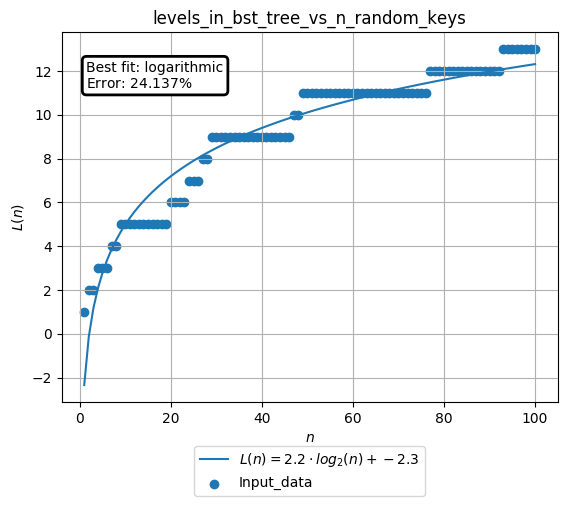 levels_in_bst_tree_vs_n_random_keys
Best fit: logarithmic
Error: 24.137%
12
10
8
6
4
2
0
−2
L(n)
0 20 40 60 80 100
n
L(n) = 2.2 · log₂(n) + −2.3
Input_data